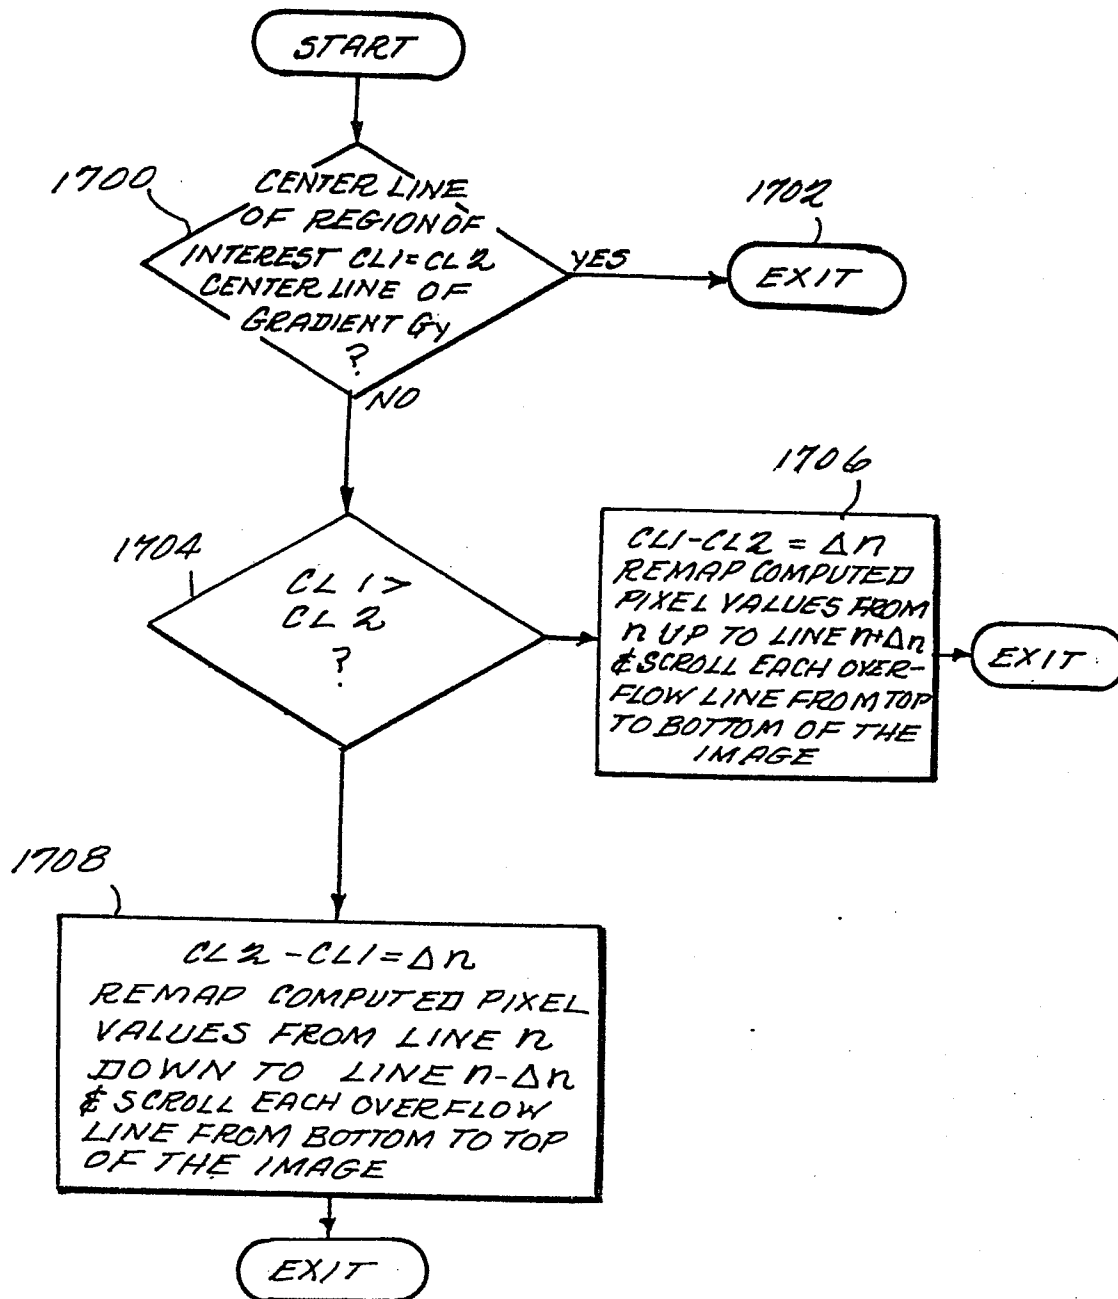 START
1700
CENTER LINE
OF REGION OF
INTEREST CL1=CL2
CENTER LINE OF
GRADIENT Gy
?
YES
1702
EXIT
NO
1704
CL1>
CL2
?
1706
CL1-CL2 = Δn
REMAP COMPUTED
PIXEL VALUES FROM
n UP TO LINE n+Δn
& SCROLL EACH OVER-
FLOW LINE FROM TOP
TO BOTTOM OF THE
IMAGE
EXIT
1708
CL2-CL1=Δn
REMAP COMPUTED PIXEL
VALUES FROM LINE n
DOWN TO LINE n-Δn
& SCROLL EACH OVERFLOW
LINE FROM BOTTOM TO TOP
OF THE IMAGE
EXIT